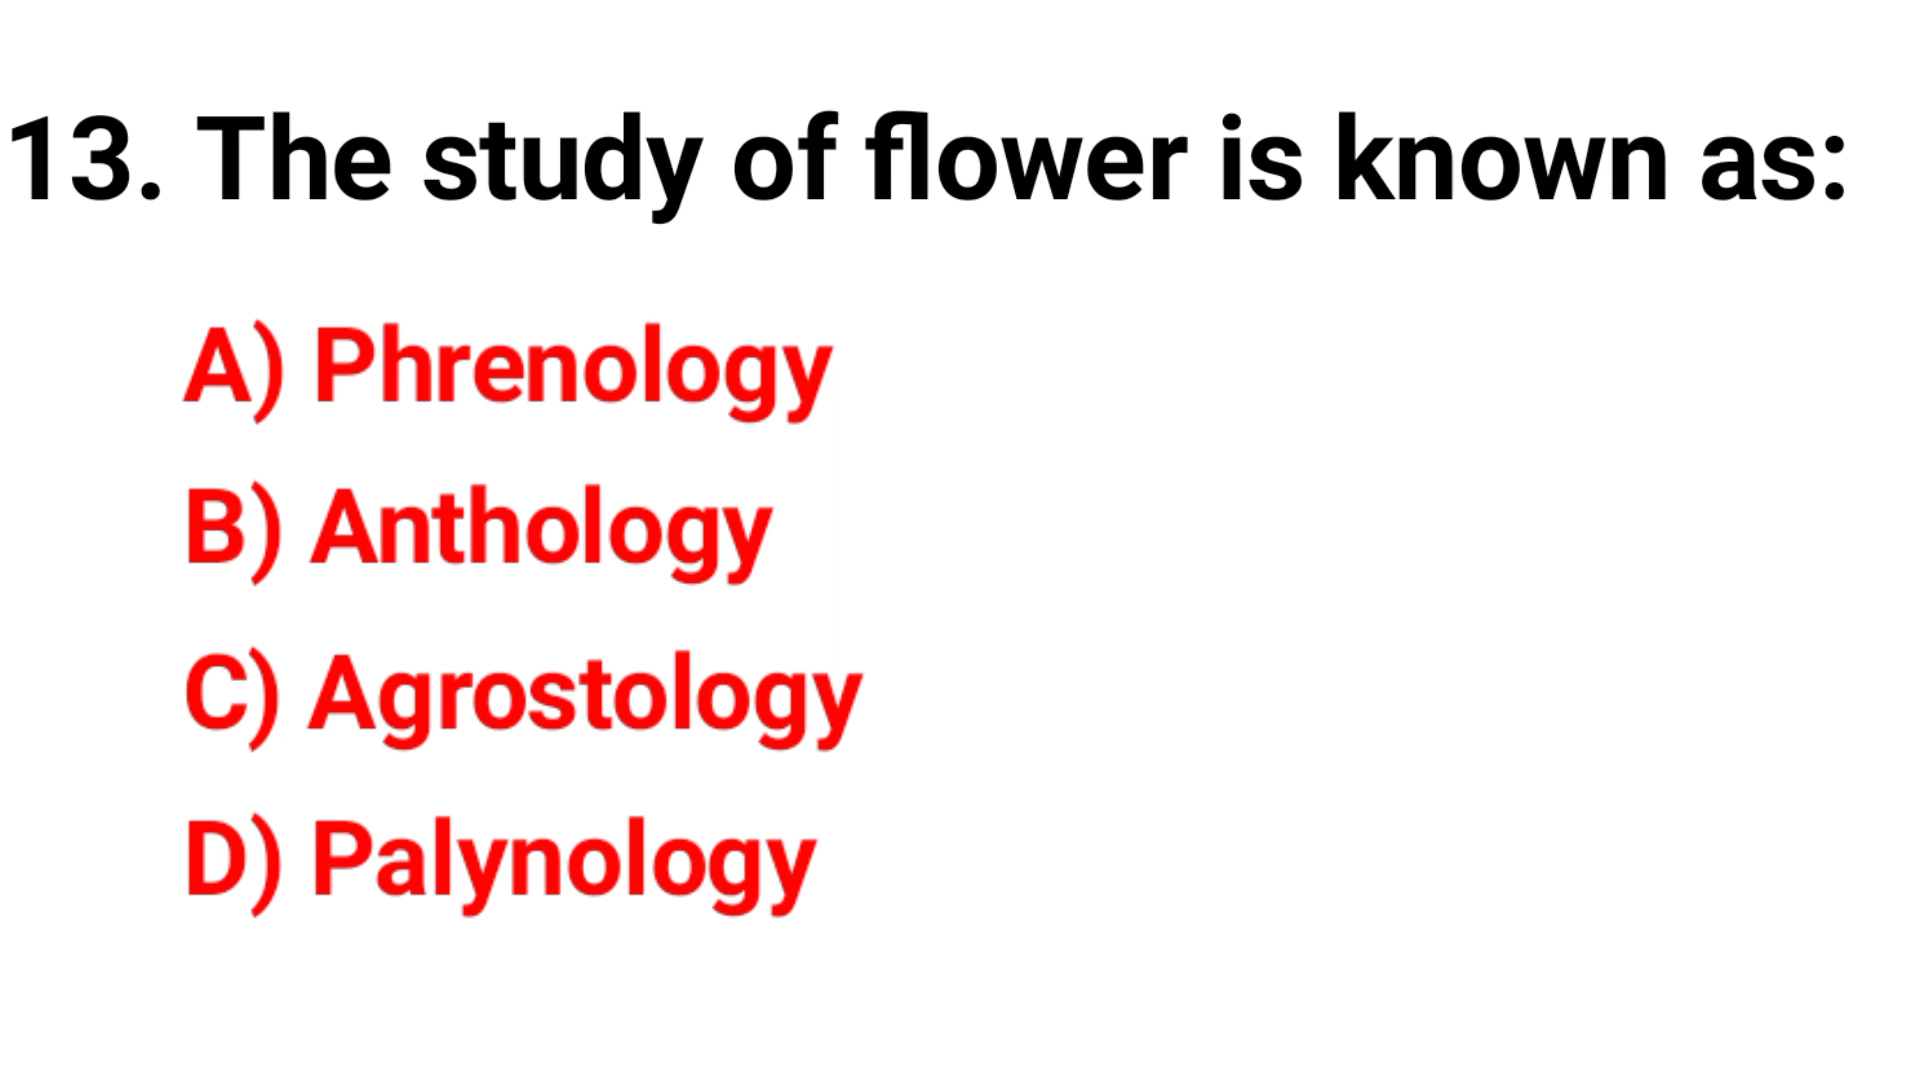 13. The study of flower is known as:
A) Phrenology
B) Anthology
C) Agrostology
D) Palynology